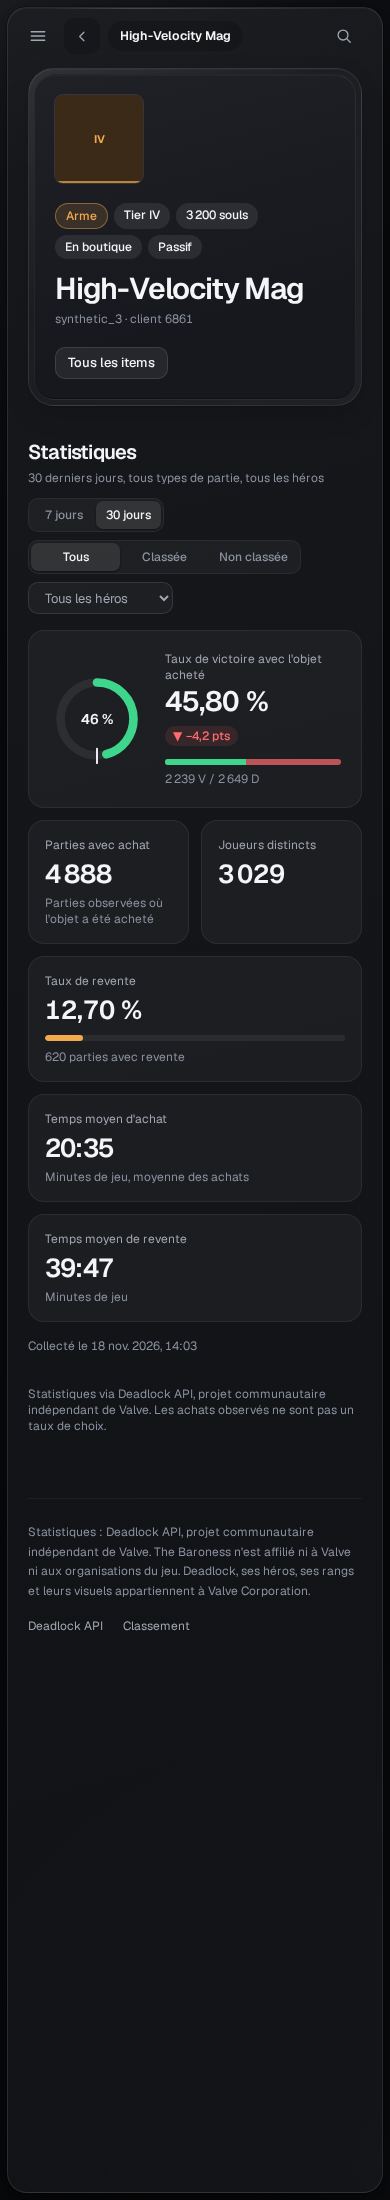 High-Velocity Mag
IV
Arme
Tier IV
3 200 souls
En boutique
Passif
High-Velocity Mag
synthetic_3 · client 6861
Tous les items
Statistiques
30 derniers jours, tous types de partie, tous les héros
7 jours
30 jours
Tous
Classée
Non classée
Tous les héros
46 %
Taux de victoire avec l'objet
acheté
45,80 %
▼ −4,2 pts
2 239 V / 2 649 D
Parties avec achat
4 888
Parties observées où
l'objet a été acheté
Joueurs distincts
3 029
Taux de revente
12,70 %
620 parties avec revente
Temps moyen d'achat
20:35
Minutes de jeu, moyenne des achats
Temps moyen de revente
39:47
Minutes de jeu
Collecté le 18 nov. 2026, 14:03
Statistiques via Deadlock API, projet communautaire
indépendant de Valve. Les achats observés ne sont pas un
taux de choix.
Statistiques : Deadlock API, projet communautaire
indépendant de Valve. The Baroness n'est affilié ni à Valve
ni aux organisations du jeu. Deadlock, ses héros, ses rangs
et leurs visuels appartiennent à Valve Corporation.
Deadlock API
Classement